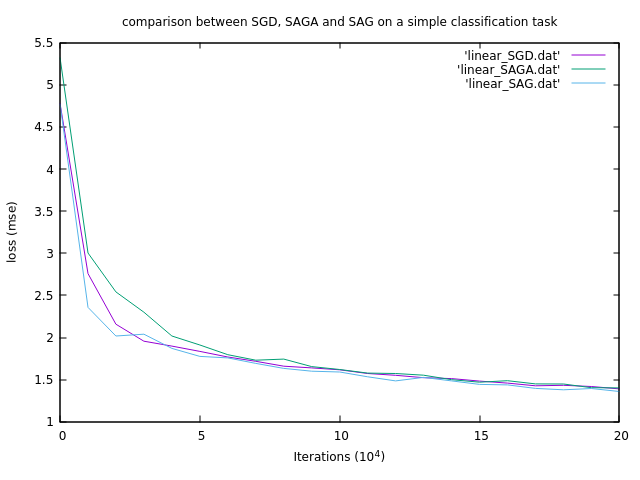 comparison between SGD, SAGA and SAG on a simple classification task
'linear_SGD.dat'
'linear_SAGA.dat'
'linear_SAG.dat'
5.5
5
4.5
4
3.5
3
2.5
2
1.5
1
loss (mse)
0 5 10 15 20
Iterations (10⁴)